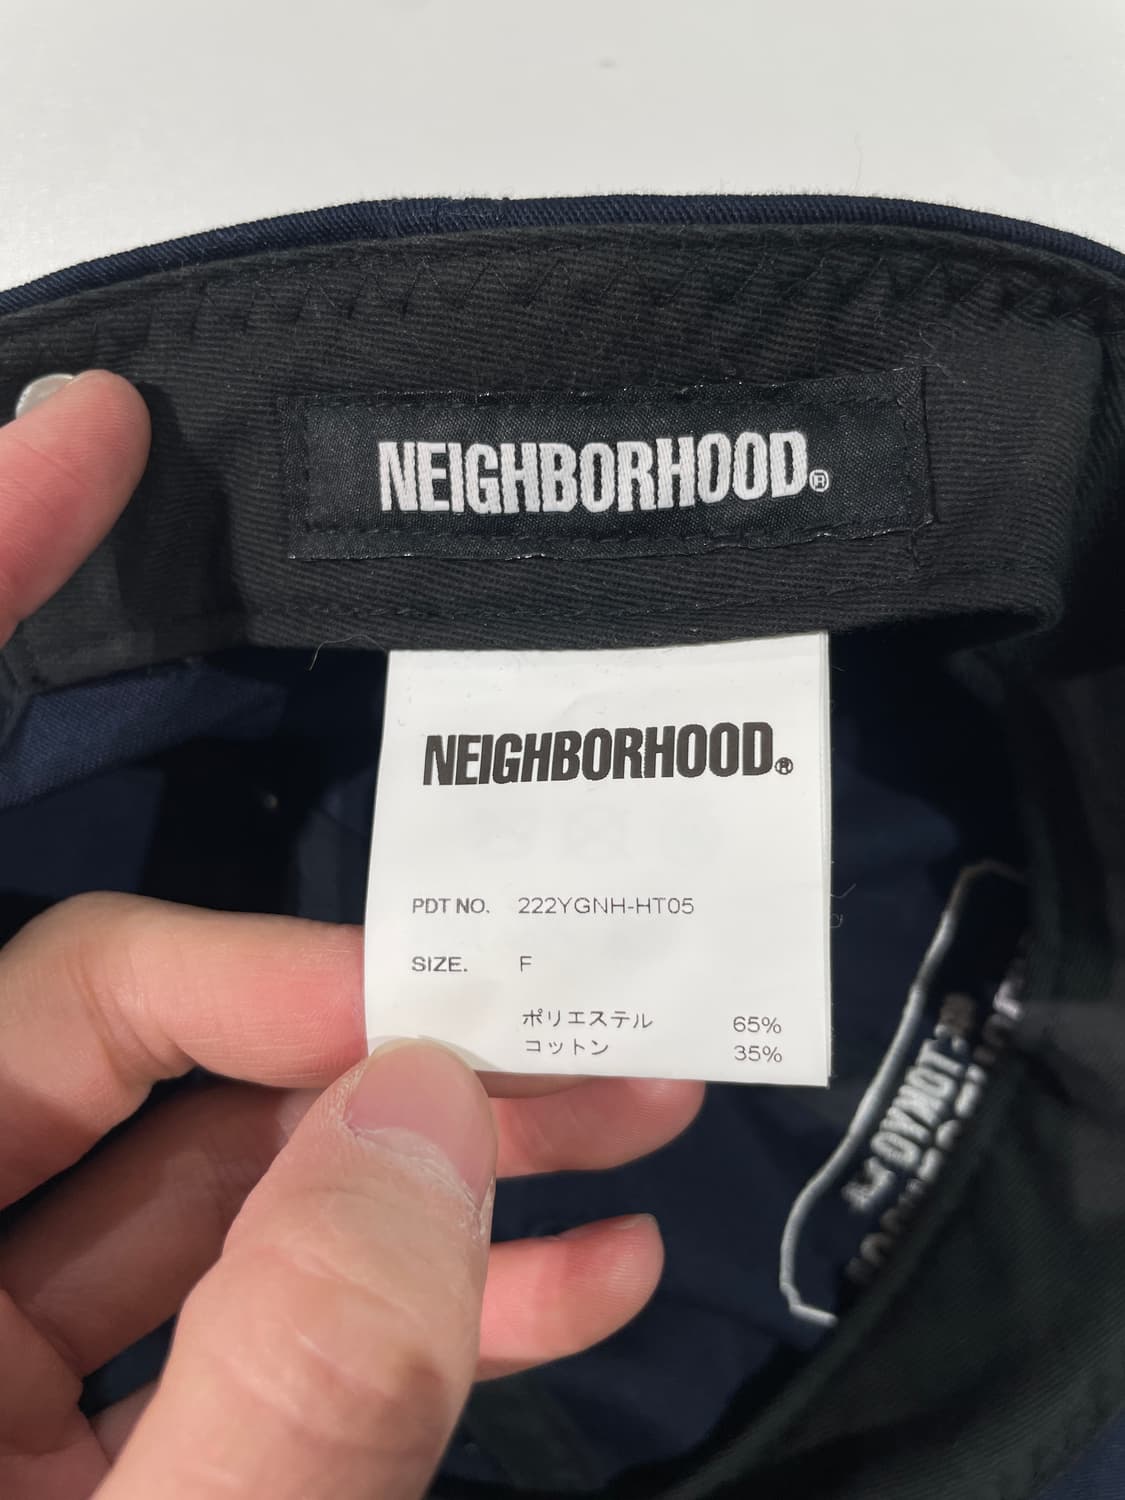 NEIGHBORHOOD®
NEIGHBORHOOD®
PDT NO. 222YGNH-HT05
SIZE. F
ポリエステル 65%
コットン 35%
TOKYO